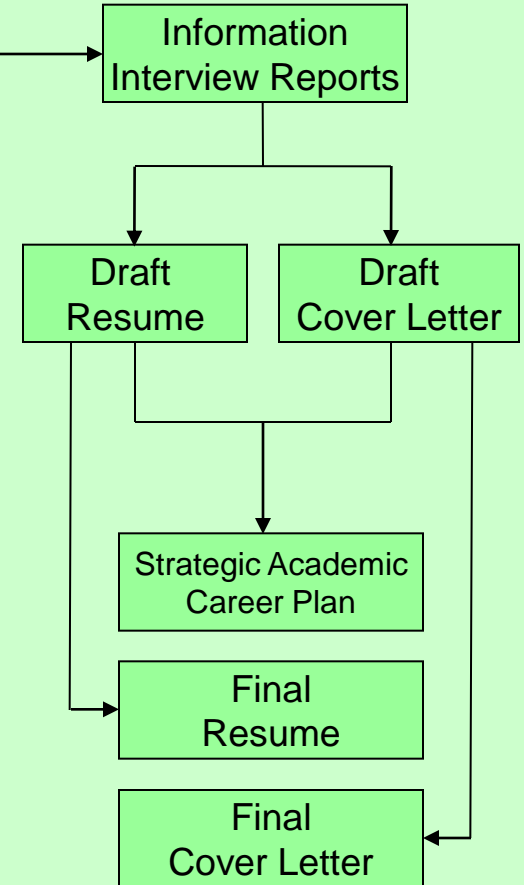 Information
Interview Reports
Draft
Resume
Draft
Cover Letter
Strategic Academic
Career Plan
Final
Resume
Final
Cover Letter